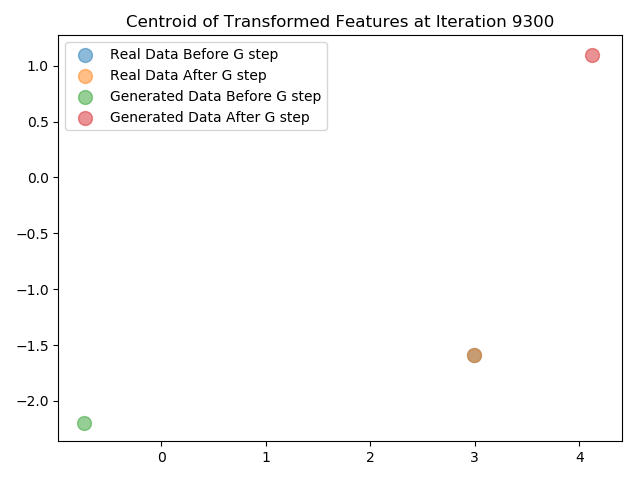 Centroid of Transformed Features at Iteration 9300
Real Data Before G step
Real Data After G step
Generated Data Before G step
Generated Data After G step
1.0
0.5
0.0
−0.5
−1.0
−1.5
−2.0
0 1 2 3 4